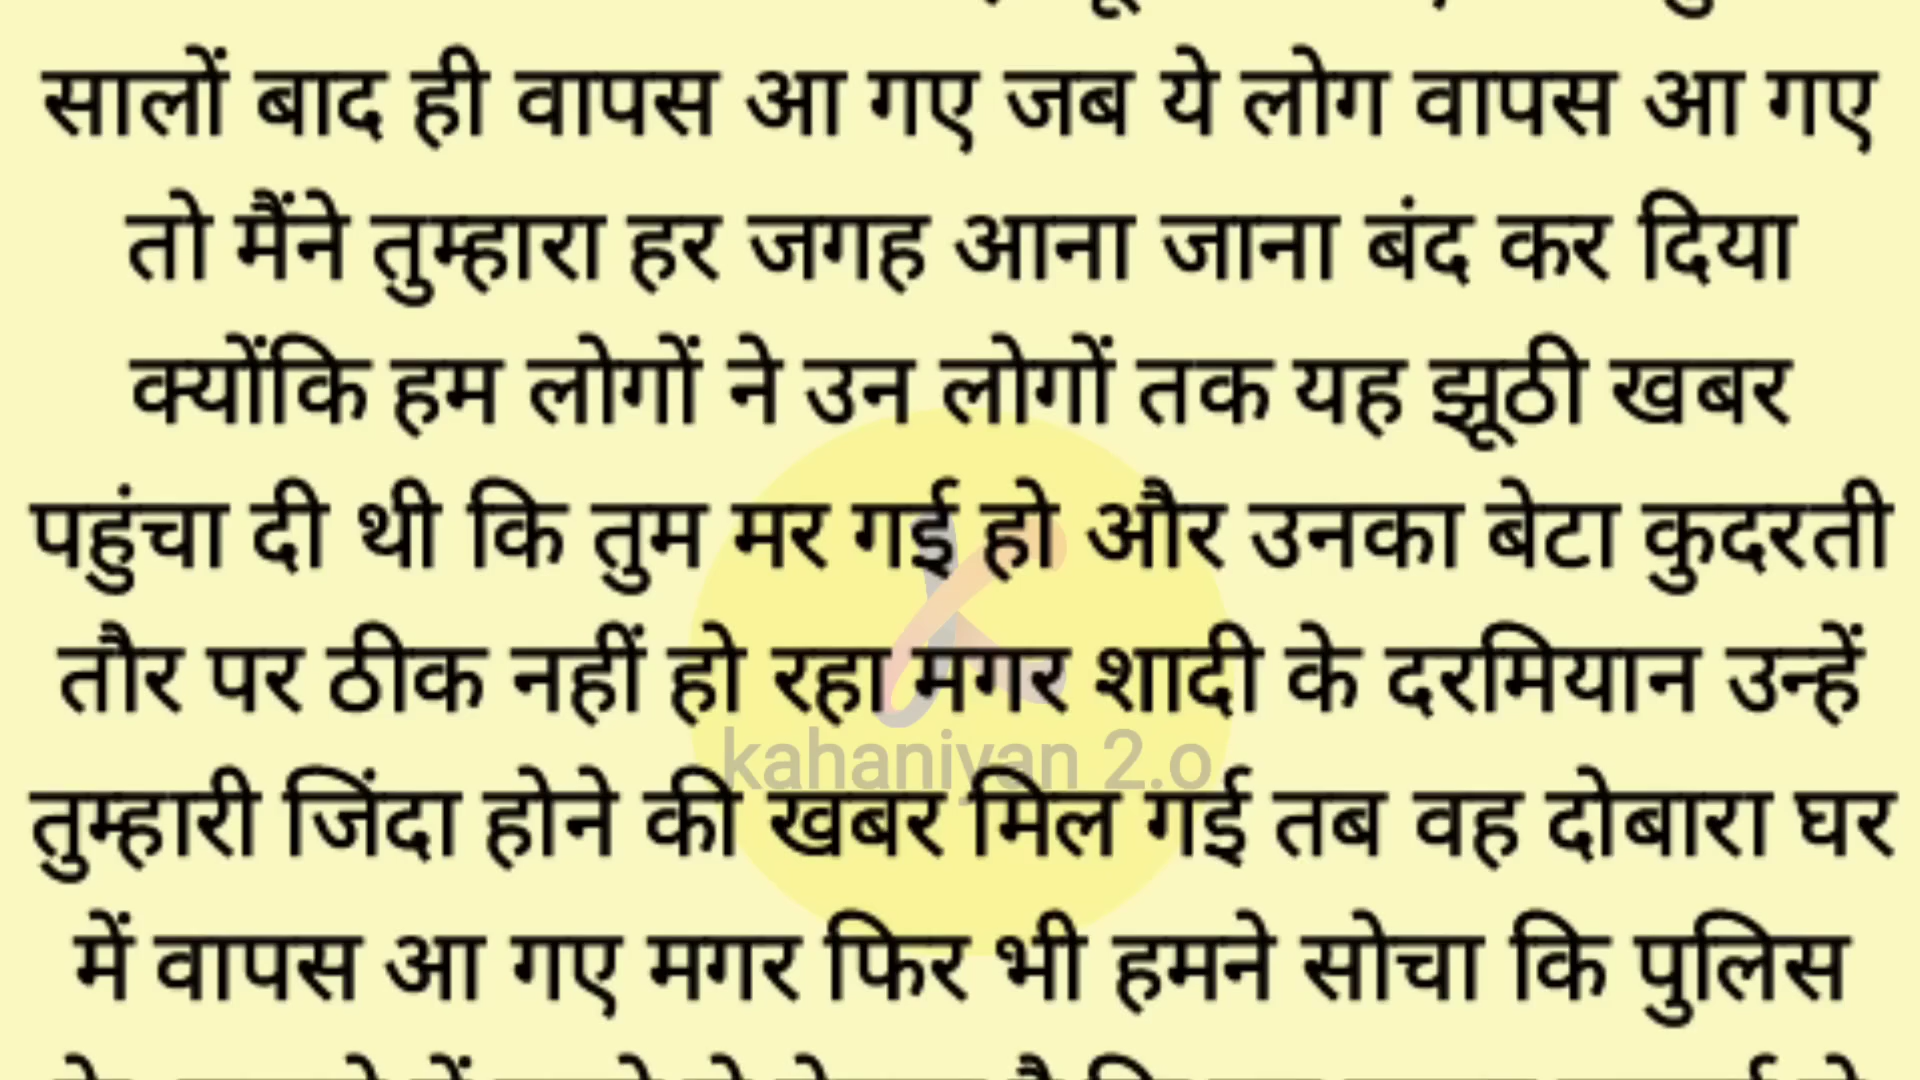 सालों बाद ही वापस आ गए जब ये लोग वापस आ गए
तो मैंने तुम्हारा हर जगह आना जाना बंद कर दिया
क्योंकि हम लोगों ने उन लोगों तक यह झूठी खबर
पहुंचा दी थी कि तुम मर गई हो और उनका बेटा कुदरती
तौर पर ठीक नहीं हो रहा मगर शादी के दरमियान उन्हें
kahaniyan 2.o
तुम्हारी जिंदा होने की खबर मिल गई तब वह दोबारा घर
में वापस आ गए मगर फिर भी हमने सोचा कि पुलिस